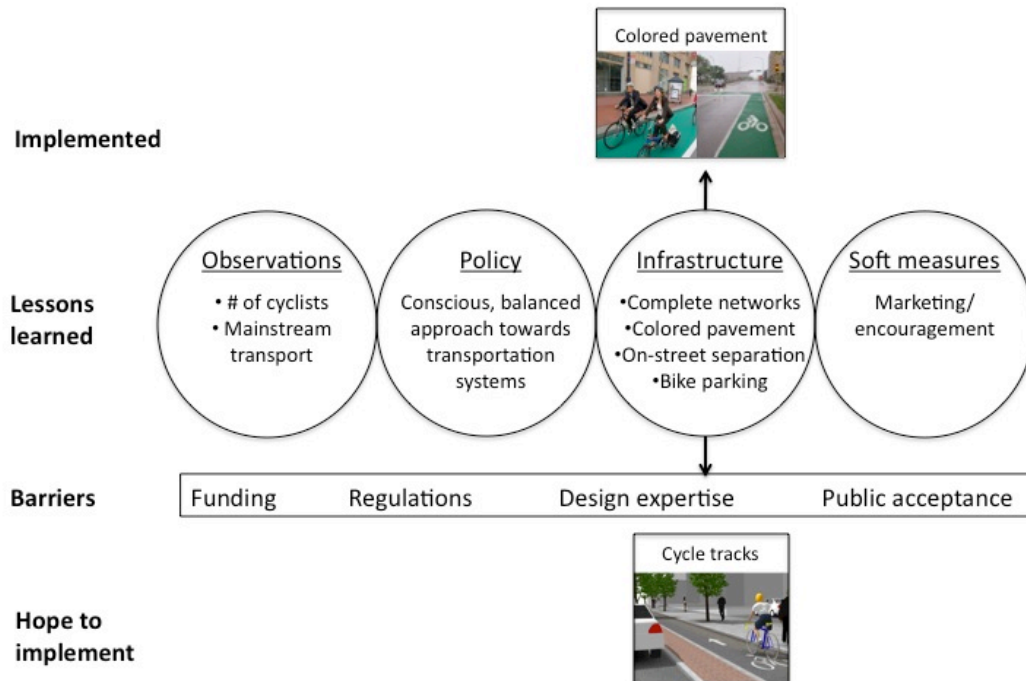 Colored pavement
Implemented
Observations
• # of cyclists
• Mainstream
transport
Policy
Conscious, balanced
approach towards
transportation
systems
Infrastructure
•Complete networks
•Colored pavement
•On-street separation
•Bike parking
Soft measures
Marketing/
encouragement
Lessons
learned
Barriers
Funding Regulations Design expertise Public acceptance
Cycle tracks
Hope to
implement